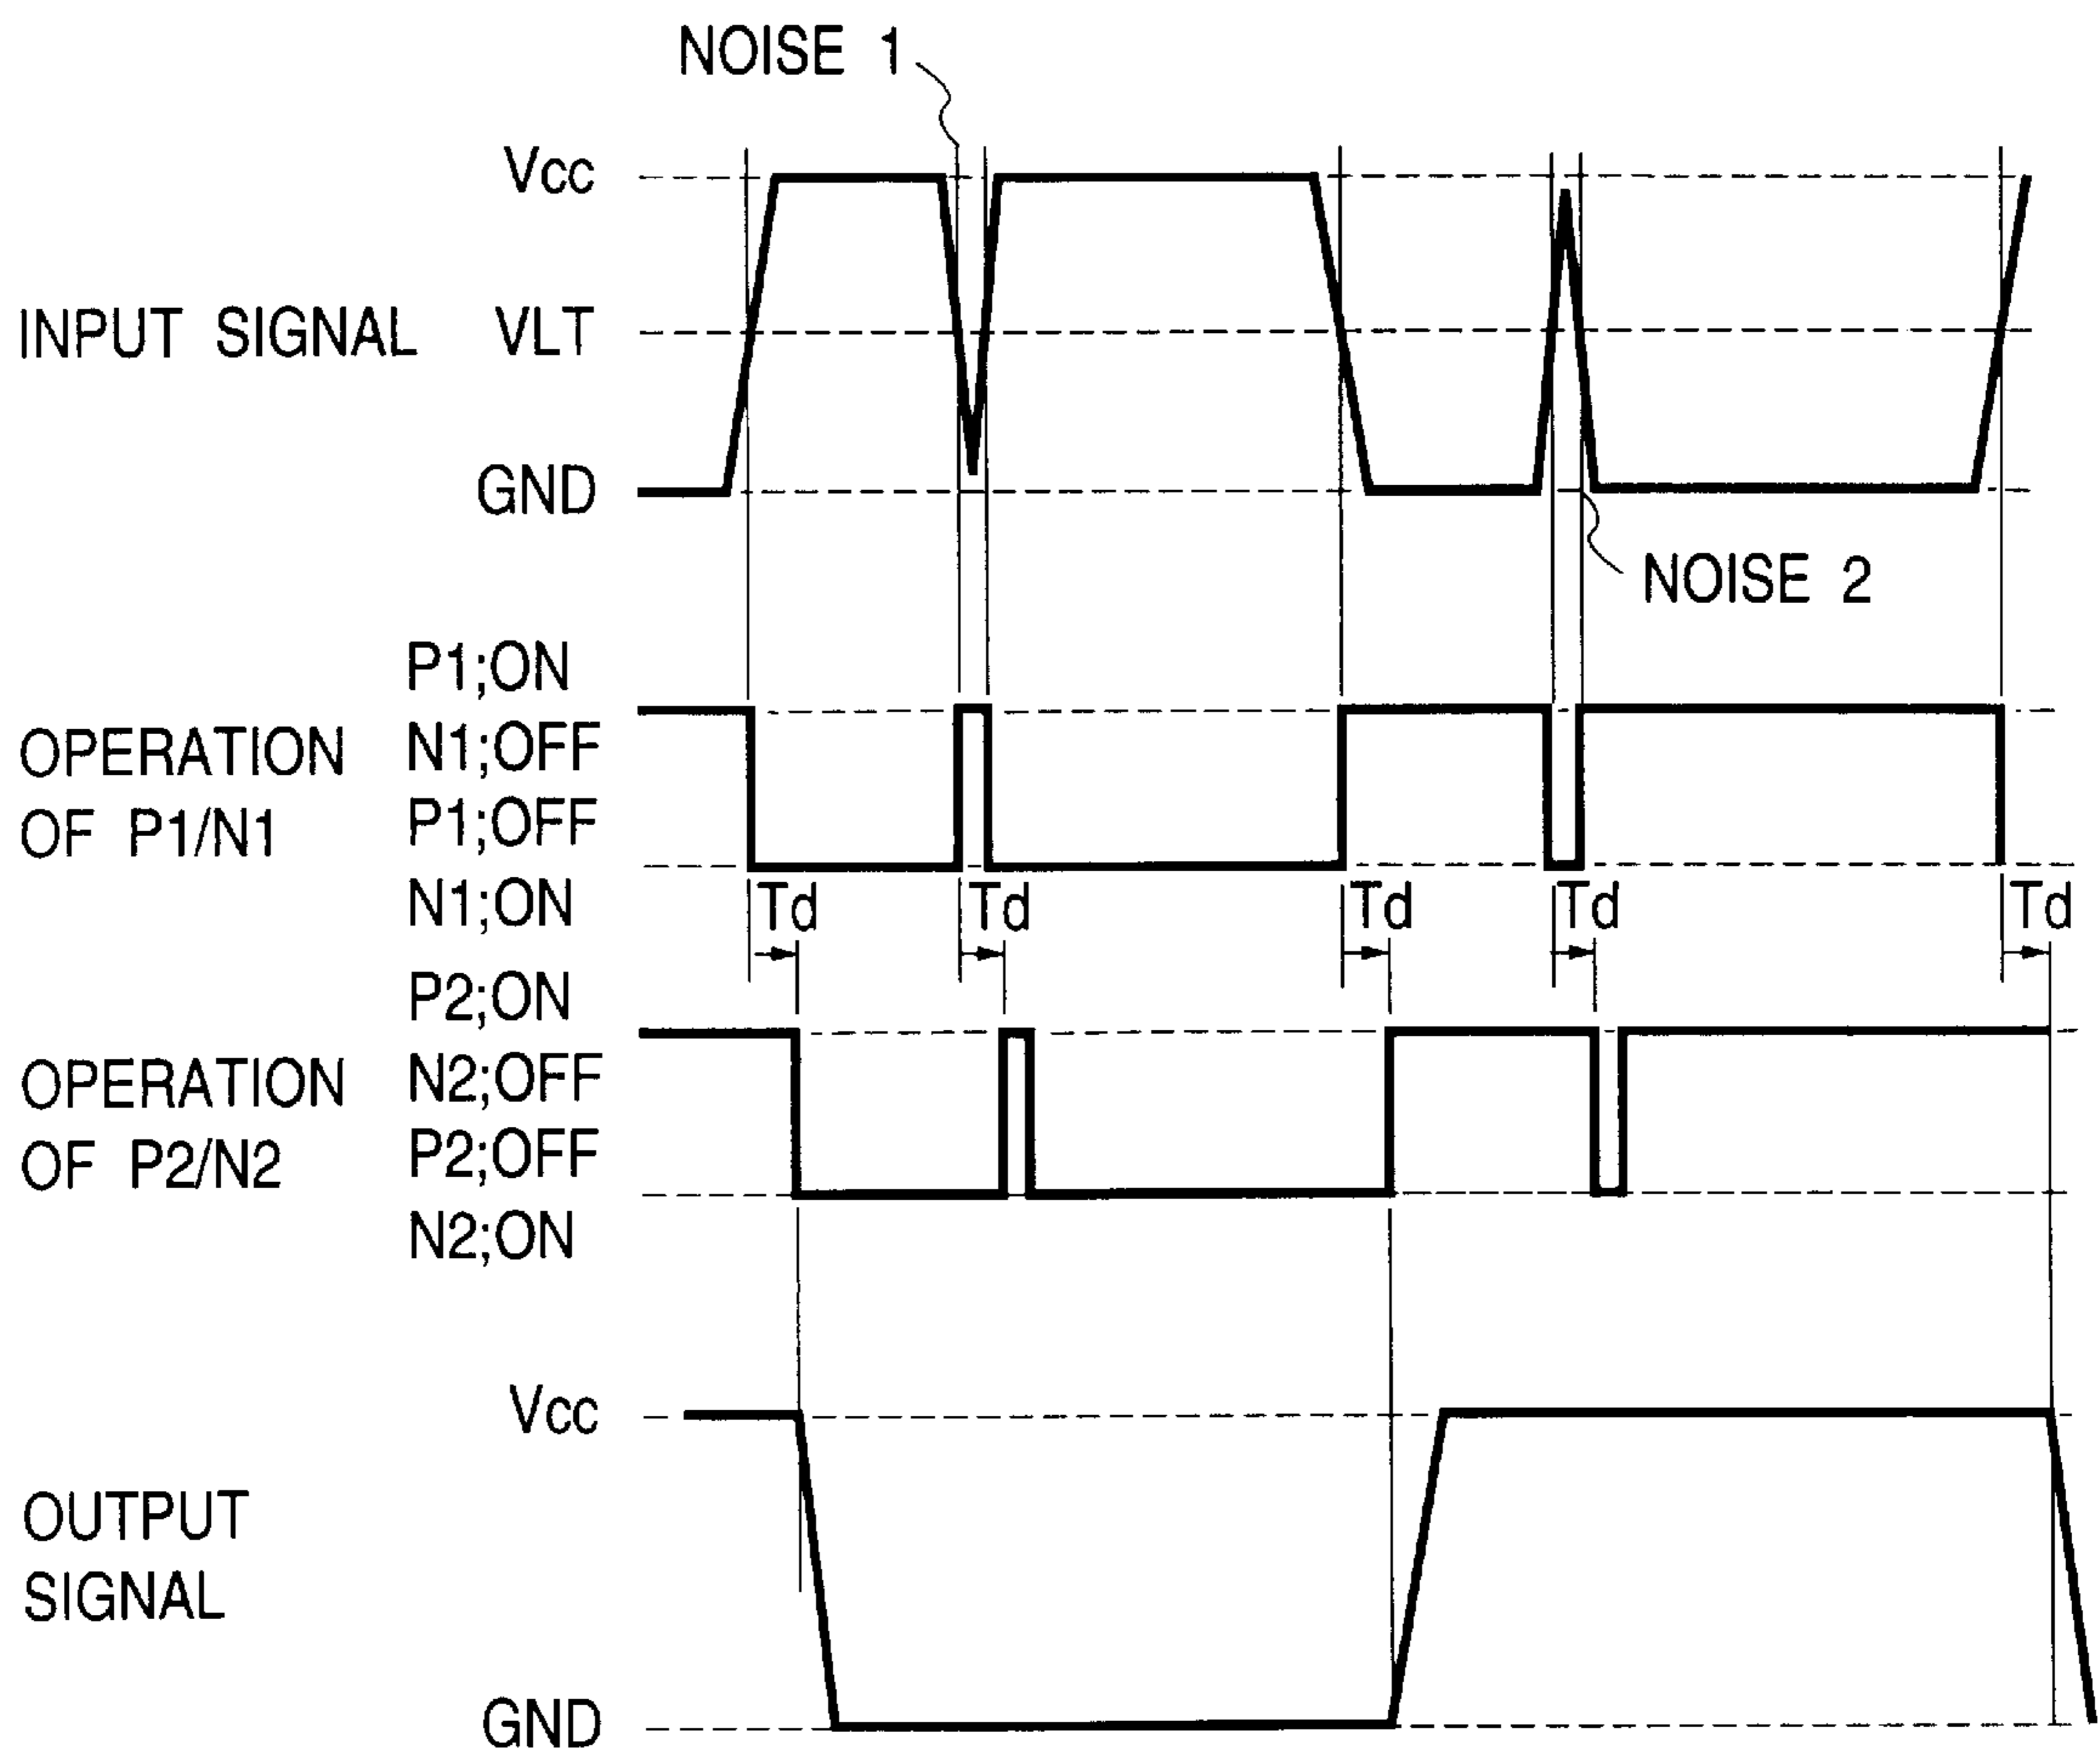 NOISE 1
Vcc
INPUT SIGNAL VLT
GND
NOISE 2
P1;ON
OPERATION N1;OFF
OF P1/N1 P1;OFF
N1;ON
Td Td Td Td Td
P2;ON
OPERATION N2;OFF
OF P2/N2 P2;OFF
N2;ON
Vcc
OUTPUT
SIGNAL
GND